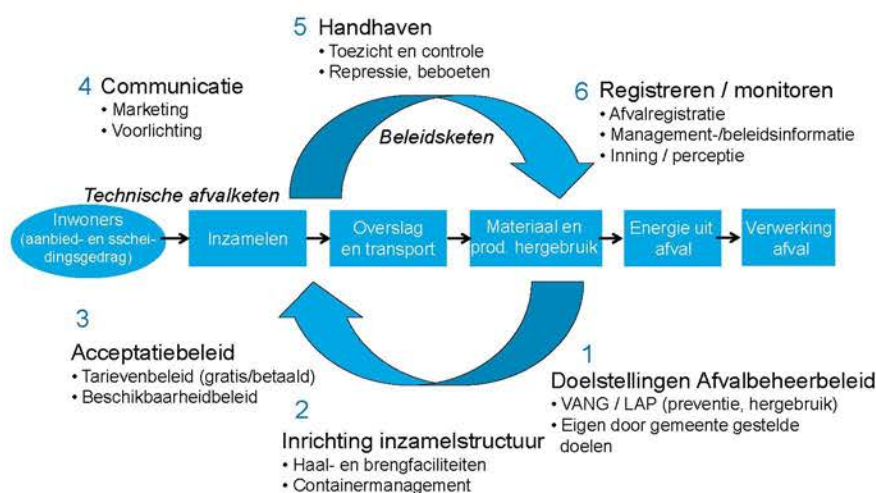 5 Handhaven
• Toezicht en controle
• Repressie, beboeten
4 Communicatie
• Marketing
• Voorlichting
6 Registreren / monitoren
• Afvalregistratie
• Management-/beleidsinformatie
• Inning / perceptie
Beleidsketen
Technische afvalketen
Inwoners
(aanbied- en sschei-
dingsgedrag)
Inzamelen
Overslag
en transport
Materiaal en
prod. hergebruik
Energie uit
afval
Verwerking
afval
3
Acceptatiebeleid
• Tarievenbeleid (gratis/betaald)
• Beschikbaarheidbeleid
2
Inrichting inzamelstructuur
• Haal- en brengfaciliteiten
• Containermanagement
1
Doelstellingen Afvalbeheerbeleid
• VANG / LAP (preventie, hergebruik)
• Eigen door gemeente gestelde
doelen